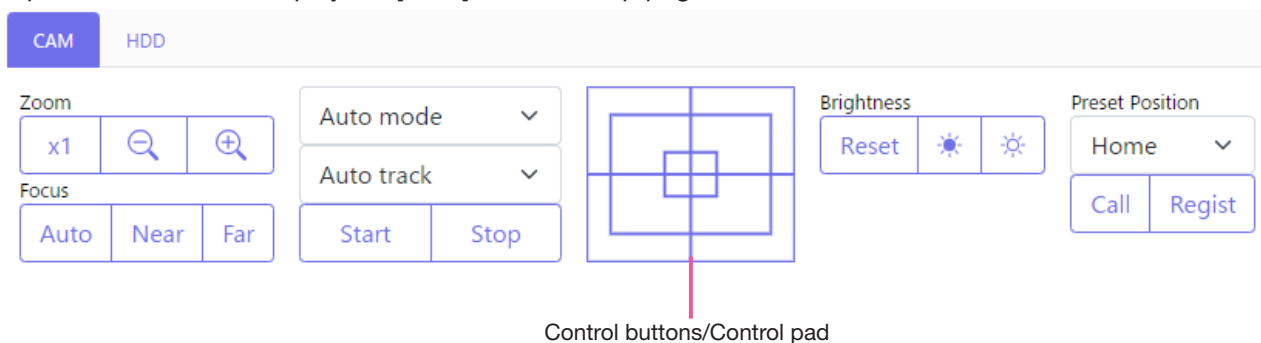 CAM HDD
Zoom
x1
Focus
Auto Near Far
Auto mode
Auto track
Start Stop
Brightness
Reset
Preset Position
Home
Call Regist
Control buttons/Control pad